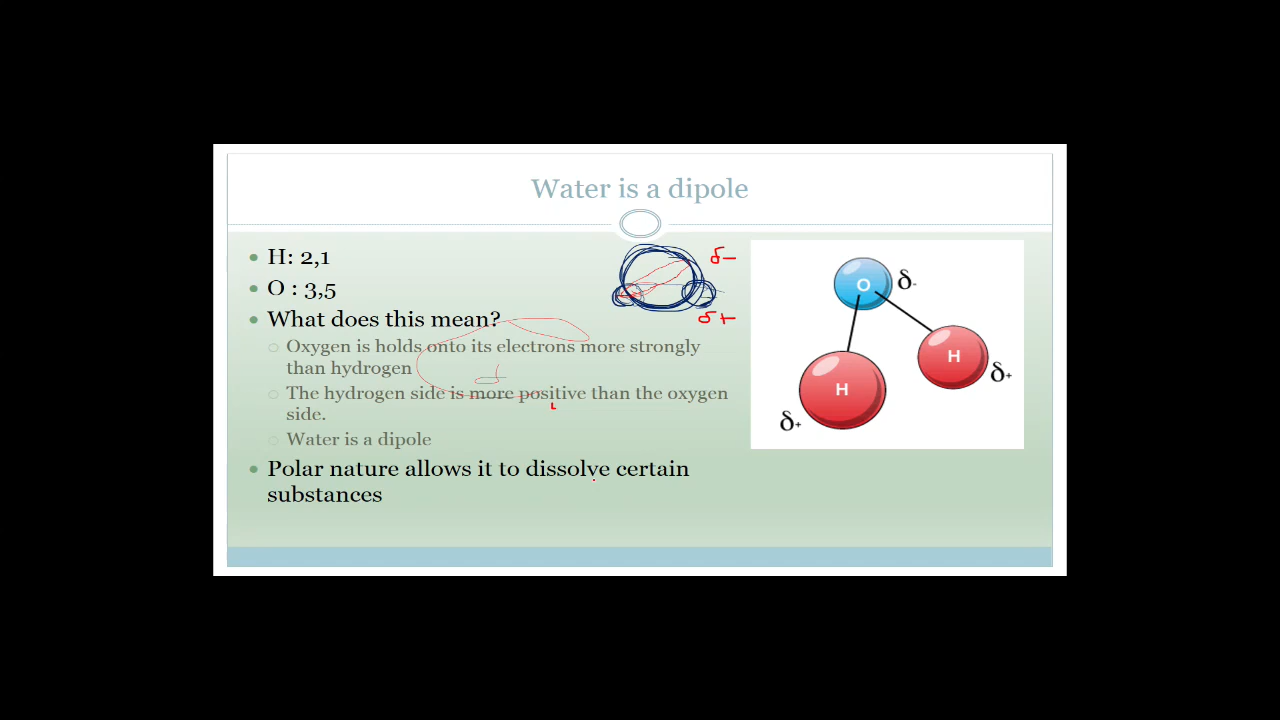 Water is a dipole
H: 2,1
O : 3,5
What does this mean?
Oxygen is holds onto its electrons more strongly
than hydrogen
The hydrogen side is more positive than the oxygen
side.
Water is a dipole
Polar nature allows it to dissolve certain
substances
δ−
δ+
O δ-
H δ+
H
δ+